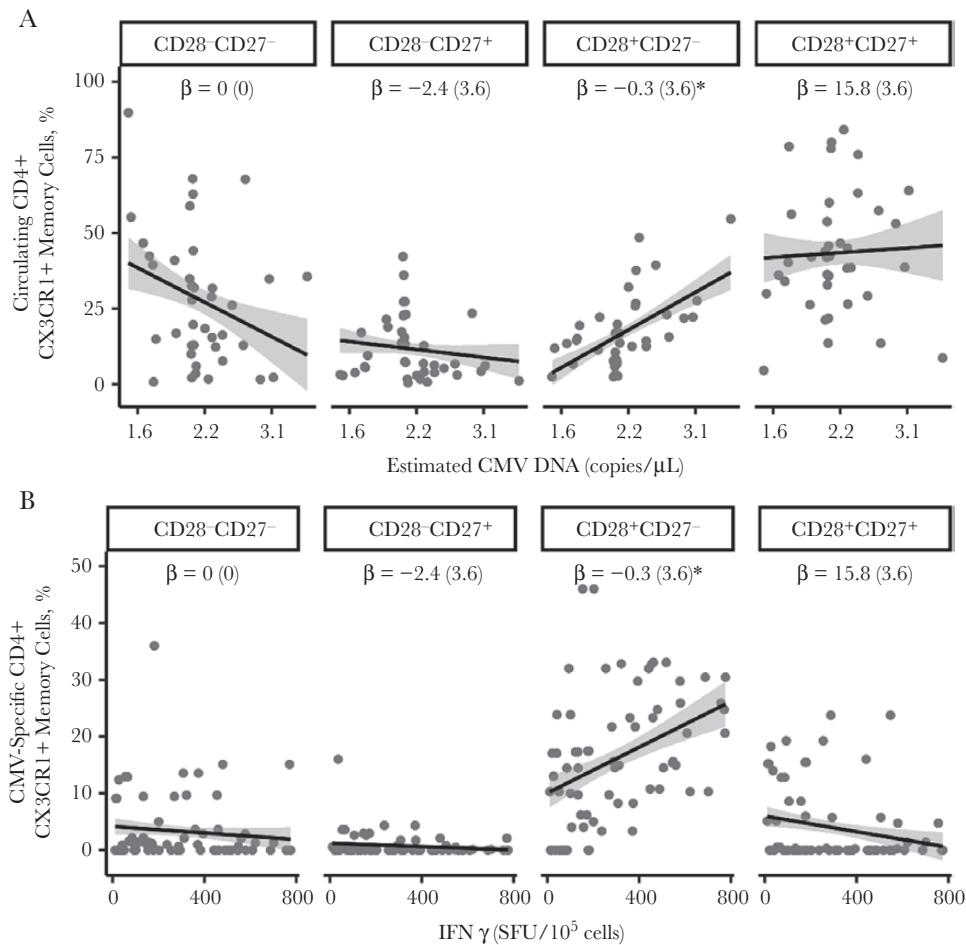 A
CD28⁻CD27⁻ CD28⁻CD27⁺ CD28⁺CD27⁻ CD28⁺CD27⁺
β = 0 (0) β = −2.4 (3.6) β = −0.3 (3.6)* β = 15.8 (3.6)
Circulating CD4+
CX3CR1+ Memory Cells, %
100
75
50
25
0
1.6 2.2 3.1 1.6 2.2 3.1 1.6 2.2 3.1 1.6 2.2 3.1
Estimated CMV DNA (copies/μL)
B
CD28⁻CD27⁻ CD28⁻CD27⁺ CD28⁺CD27⁻ CD28⁺CD27⁺
β = 0 (0) β = −2.4 (3.6) β = −0.3 (3.6)* β = 15.8 (3.6)
CMV-Specific CD4+
CX3CR1+ Memory Cells, %
50
40
30
20
10
0
0 400 800 0 400 800 0 400 800 0 400 800
IFN γ (SFU/10⁵ cells)